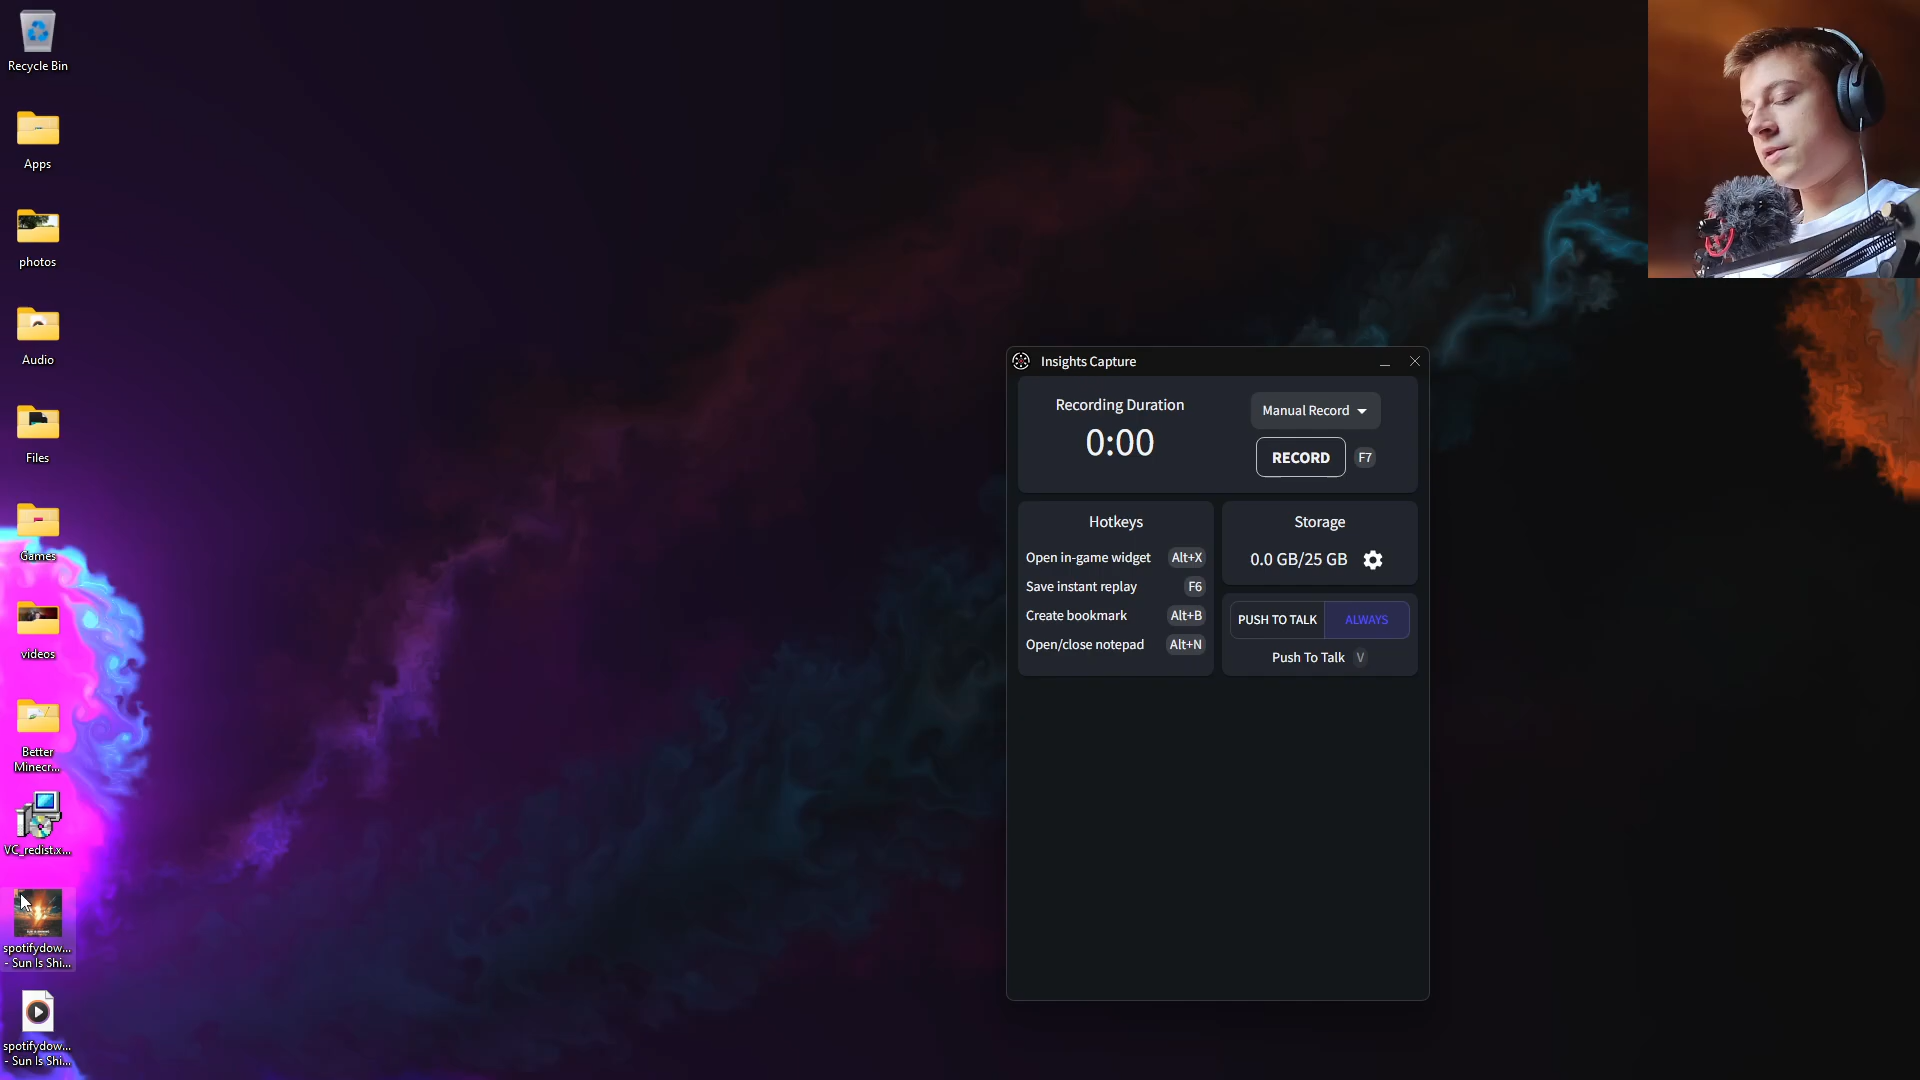 Recycle Bin
Apps
photos
Audio
Files
Games
videos
Better
Minecr...
VC_redist.x...
spotifydow...
- Sun Is Shi...
spotifydow...
- Sun Is Shi...
Insights Capture
Recording Duration
0:00
Manual Record
RECORD F7
Hotkeys
Open in-game widget Alt+X
Save instant replay F6
Create bookmark Alt+B
Open/close notepad Alt+N
Storage
0.0 GB/25 GB
PUSH TO TALK ALWAYS
Push To Talk V